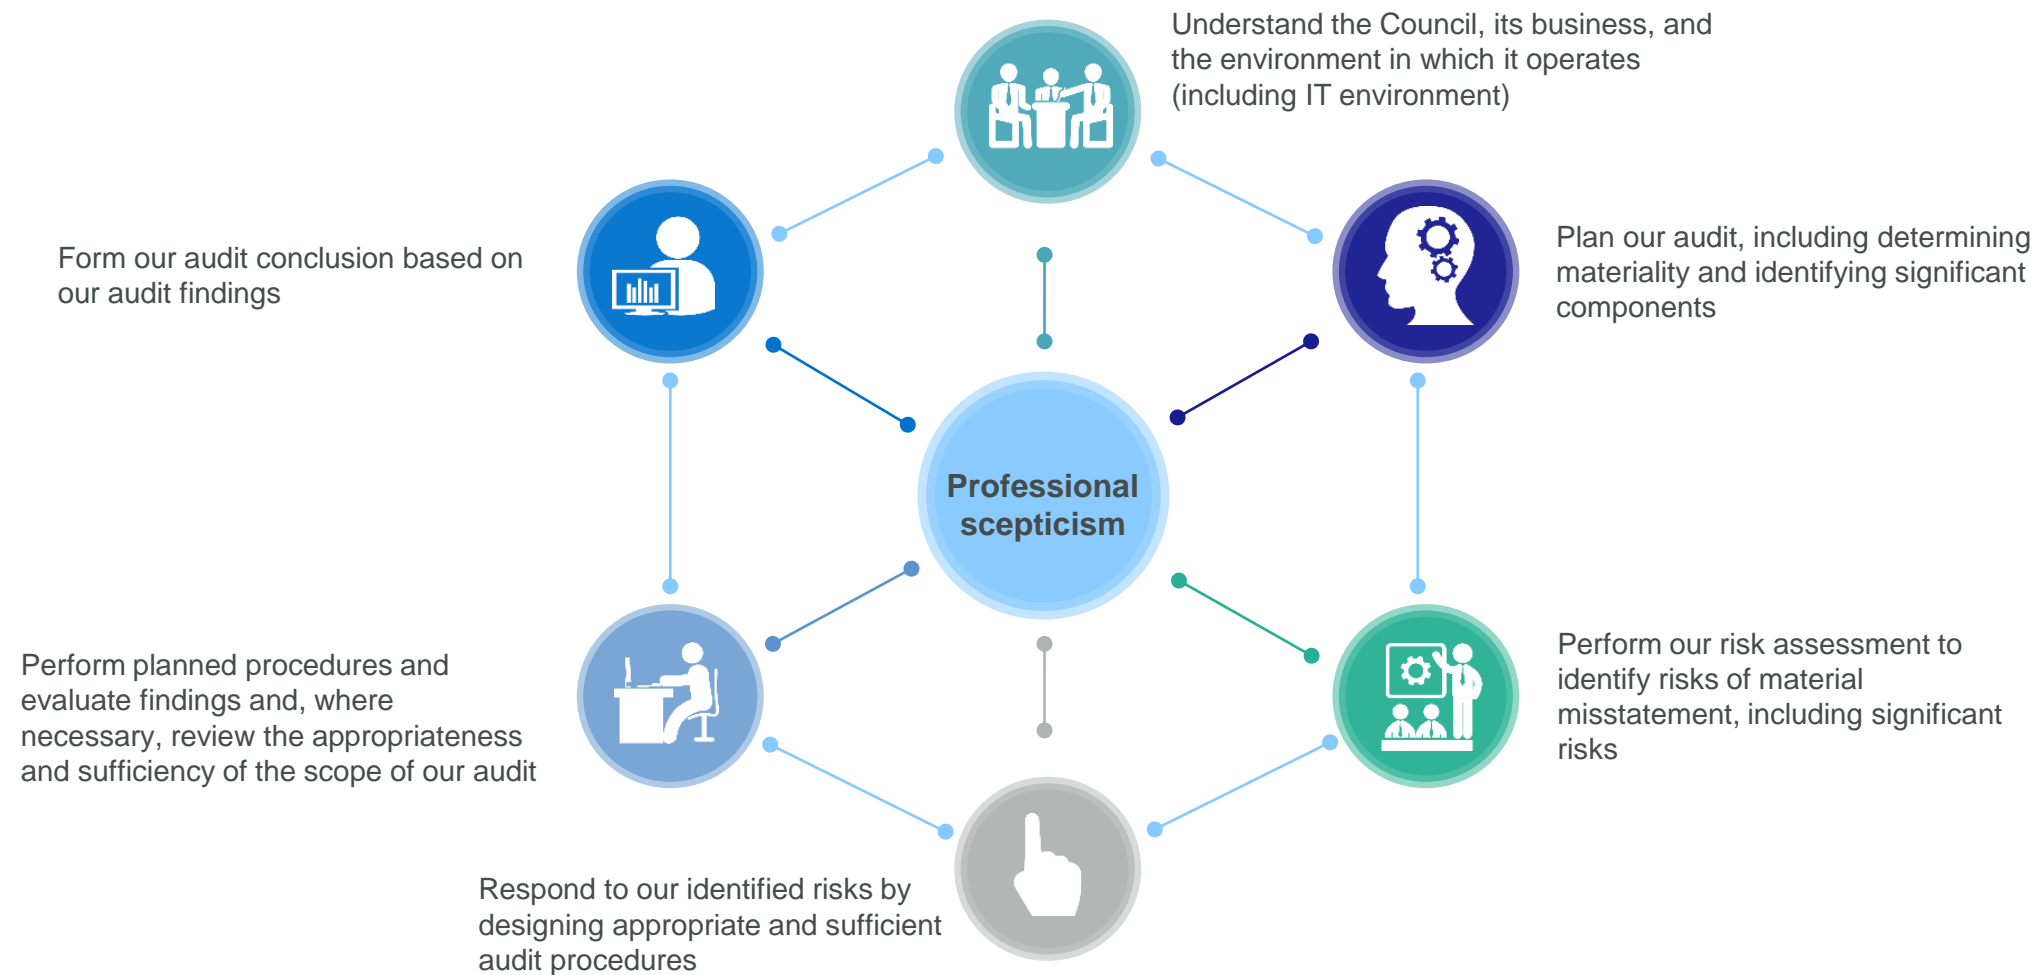 Understand the Council, its business, and
the environment in which it operates
(including IT environment)
Plan our audit, including determining
materiality and identifying significant
components
Perform our risk assessment to
identify risks of material
misstatement, including significant
risks
Respond to our identified risks by
designing appropriate and sufficient
audit procedures
Perform planned procedures and
evaluate findings and, where
necessary, review the appropriateness
and sufficiency of the scope of our audit
Form our audit conclusion based on
our audit findings
Professional
scepticism